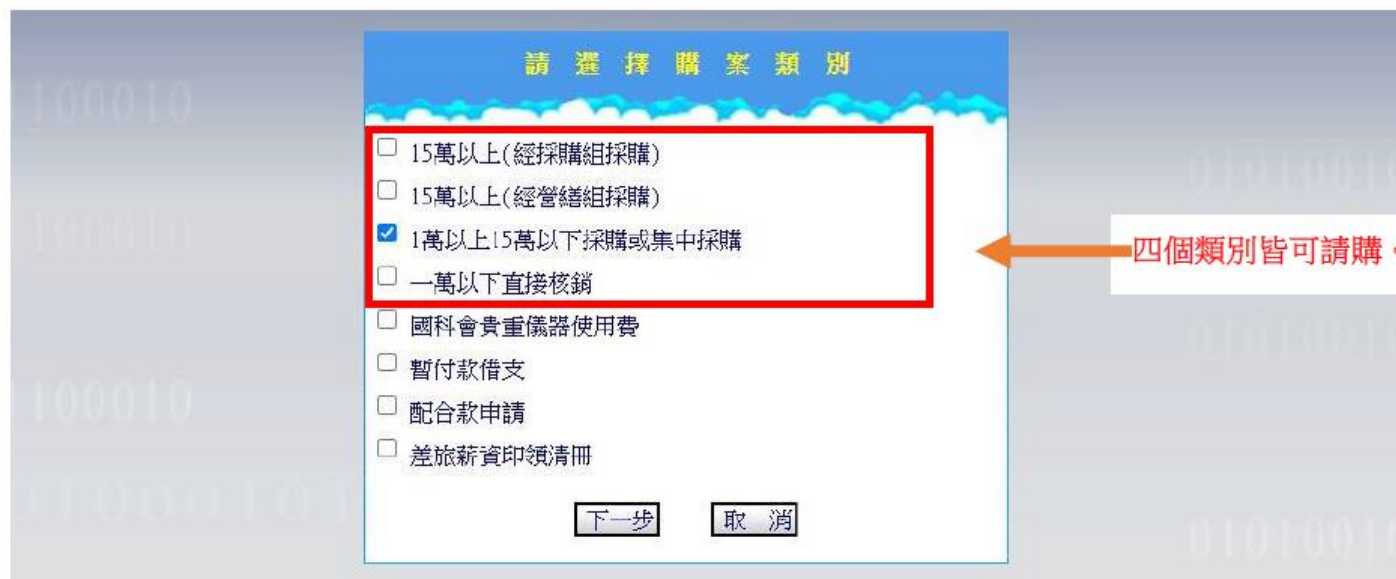 請選擇購案類別
15萬以上(經採購組採購)
15萬以上(經營繕組採購)
1萬以上15萬以下採購或集中採購
四個類別皆可請購。
一萬以下直接核銷
國科會貴重儀器使用費
暫付款借支
配合款申請
差旅薪資印領清冊
下一步 取 消